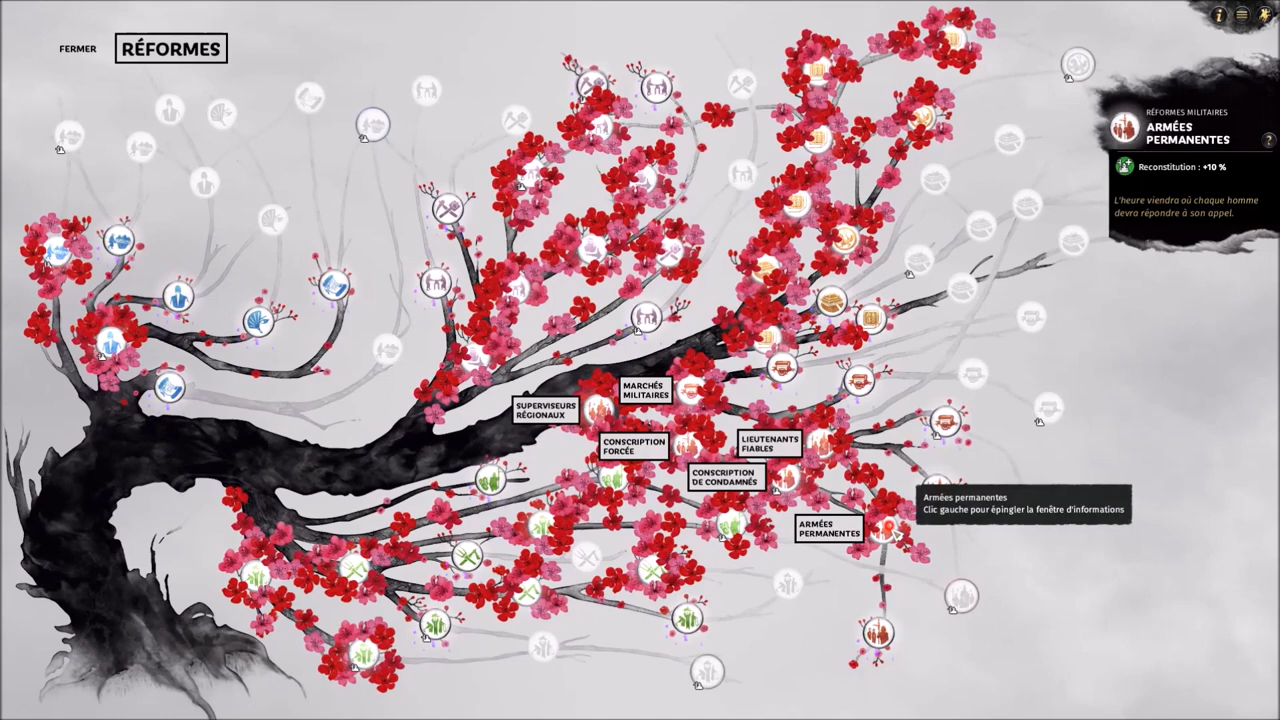 FERMER
RÉFORMES
RÉFORMES MILITAIRES
ARMÉES
PERMANENTES
?
Reconstitution : +10 %
L'heure viendra où chaque homme
devra répondre à son appel.
MARCHÉS
MILITAIRES
SUPERVISEURS
RÉGIONAUX
CONSCRIPTION
FORCÉE
LIEUTENANTS
FIABLES
CONSCRIPTION
DE CONDAMNÉS
ARMÉES
PERMANENTES
Armées permanentes
Clic gauche pour épingler la fenêtre d'informations